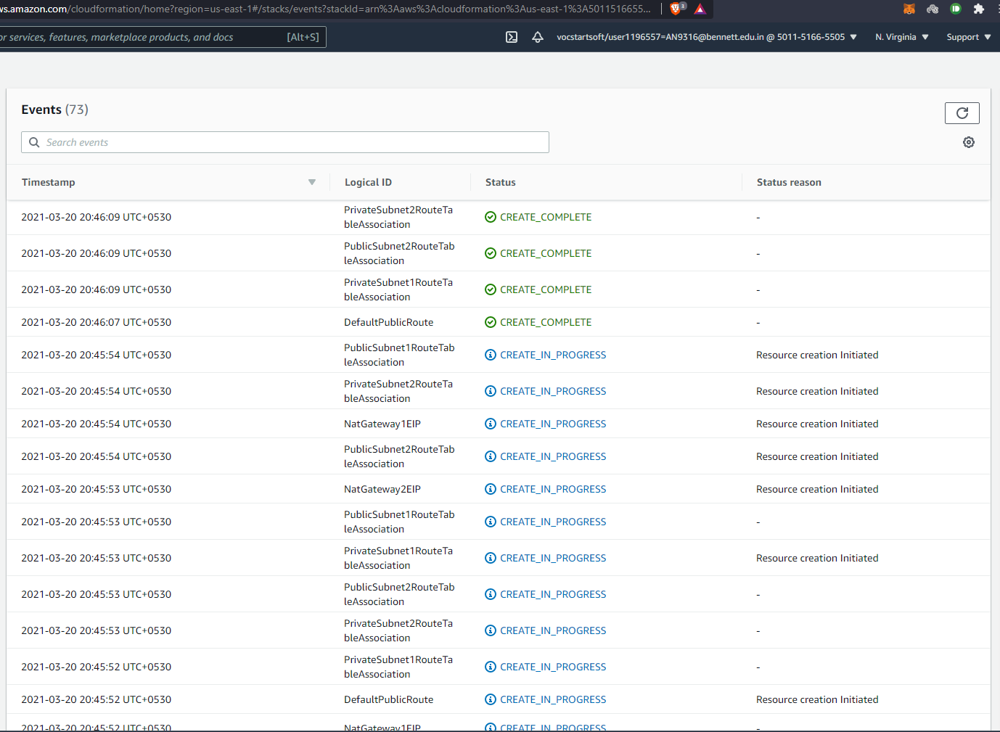 ws.amazon.com/cloudformation/home?region=us-east-1#/stacks/events?stackId=arn%3Aaws%3Acloudformation%3Aus-east-1%3A5011516655...
3
or services, features, marketplace products, and docs [Alt+S]
vocstartsoft/user1196557=AN9316@bennett.edu.in @ 5011-5166-5505 N. Virginia Support
Events (73)
Search events
Timestamp Logical ID Status Status reason
2021-03-20 20:46:09 UTC+0530 PrivateSubnet2RouteTa CREATE_COMPLETE -
bleAssociation
2021-03-20 20:46:09 UTC+0530 PublicSubnet2RouteTab CREATE_COMPLETE -
leAssociation
2021-03-20 20:46:09 UTC+0530 PrivateSubnet1RouteTa CREATE_COMPLETE -
bleAssociation
2021-03-20 20:46:07 UTC+0530 DefaultPublicRoute CREATE_COMPLETE -
2021-03-20 20:45:54 UTC+0530 PublicSubnet1RouteTab CREATE_IN_PROGRESS Resource creation Initiated
leAssociation
2021-03-20 20:45:54 UTC+0530 PrivateSubnet2RouteTa CREATE_IN_PROGRESS Resource creation Initiated
bleAssociation
2021-03-20 20:45:54 UTC+0530 NatGateway1EIP CREATE_IN_PROGRESS Resource creation Initiated
2021-03-20 20:45:54 UTC+0530 PublicSubnet2RouteTab CREATE_IN_PROGRESS Resource creation Initiated
leAssociation
2021-03-20 20:45:53 UTC+0530 NatGateway2EIP CREATE_IN_PROGRESS Resource creation Initiated
2021-03-20 20:45:53 UTC+0530 PublicSubnet1RouteTab CREATE_IN_PROGRESS -
leAssociation
2021-03-20 20:45:53 UTC+0530 PrivateSubnet1RouteTa CREATE_IN_PROGRESS Resource creation Initiated
bleAssociation
2021-03-20 20:45:53 UTC+0530 PublicSubnet2RouteTab CREATE_IN_PROGRESS -
leAssociation
2021-03-20 20:45:53 UTC+0530 PrivateSubnet2RouteTa CREATE_IN_PROGRESS -
bleAssociation
2021-03-20 20:45:52 UTC+0530 PrivateSubnet1RouteTa CREATE_IN_PROGRESS -
bleAssociation
2021-03-20 20:45:52 UTC+0530 DefaultPublicRoute CREATE_IN_PROGRESS Resource creation Initiated
2021-03-20 20:45:52 UTC+0530 NatGateway1EIP CREATE_IN_PROGRESS -